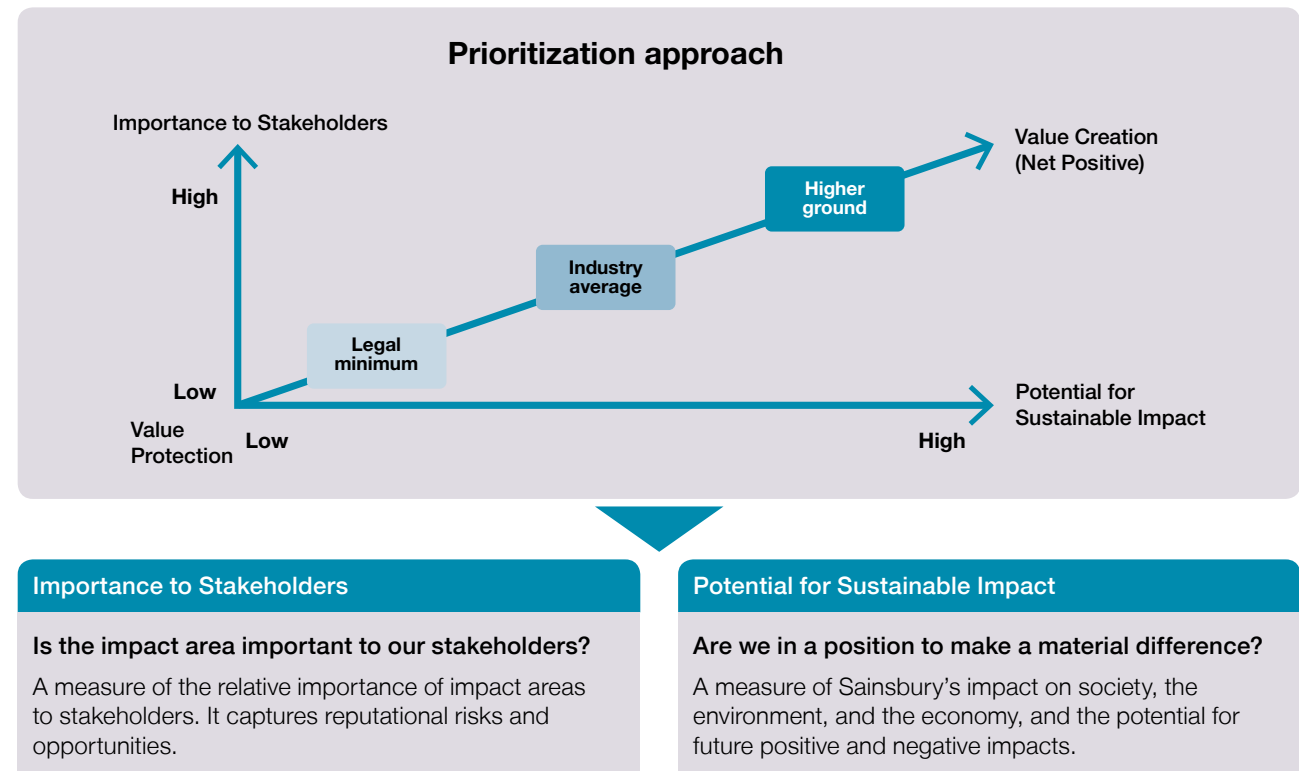 Prioritization approach
Importance to Stakeholders
Value Creation
(Net Positive)
High
Higher
ground
Industry
average
Legal
minimum
Low
Value
Protection
Low
High
Potential for
Sustainable Impact
Importance to Stakeholders
Is the impact area important to our stakeholders?
A measure of the relative importance of impact areas
to stakeholders. It captures reputational risks and
opportunities.
Potential for Sustainable Impact
Are we in a position to make a material difference?
A measure of Sainsbury’s impact on society, the
environment, and the economy, and the potential for
future positive and negative impacts.